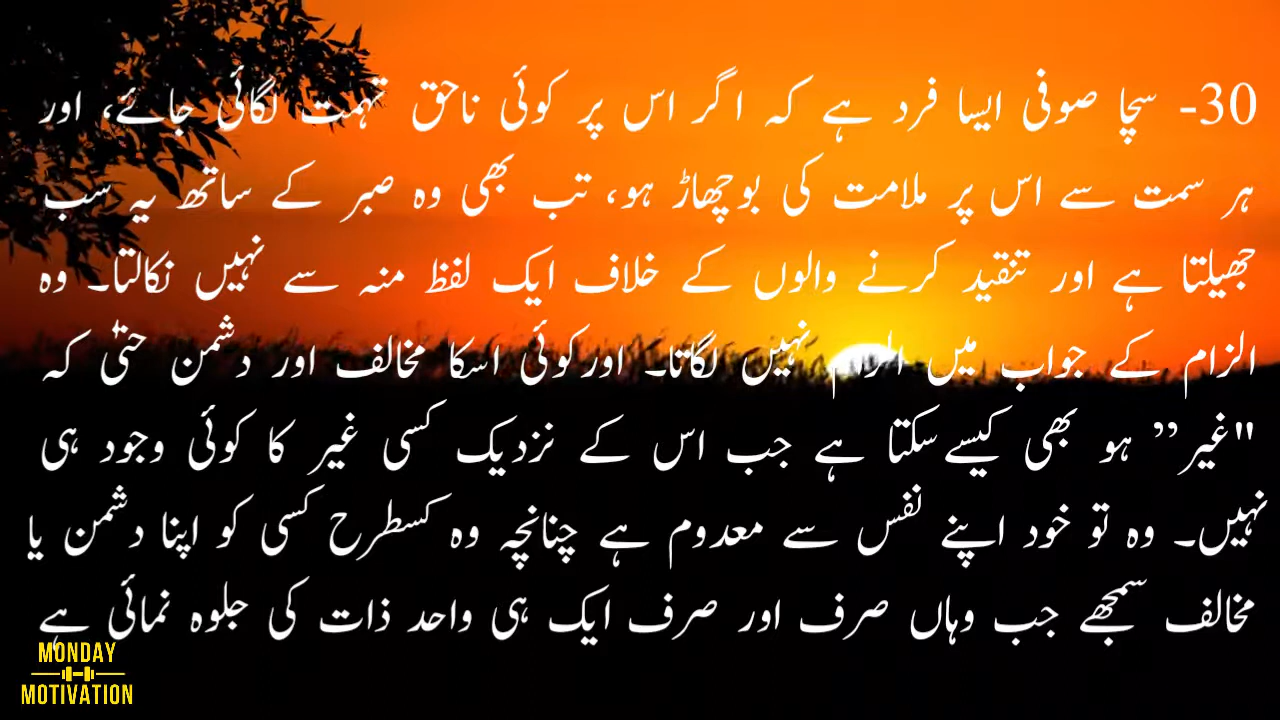 30- سچا صوفی ایسا فرد ہے کہ اگر اس پر کوئی ناحق تہمت لگائی جائے، اور
ہر سمت سے اس پر ملامت کی بوچھاڑ ہو، تب بھی وہ صبر کے ساتھ یہ سب
جھیلتا ہے اور تنقید کرنے والوں کے خلاف ایک لفظ منہ سے نہیں نکالتا۔ وہ
الزام کے جواب میں الزام نہیں لگاتا۔ اورکوئی اسکا مخالف اور دشمن حتیٰ کہ
"غیر’’ ہو بھی کیسےسکتا ہے جب اس کے نزدیک کسی غیر کا کوئی وجود ہی
نہیں۔ وہ تو خود اپنے نفس سے معدوم ہے چنانچہ وہ کسطرح کسی کو اپنا دشمن یا
مخالف سمجھے جب وہاں صرف اور صرف ایک ہی واحد ذات کی جلوہ نمائی ہے
MONDAY
MOTIVATION